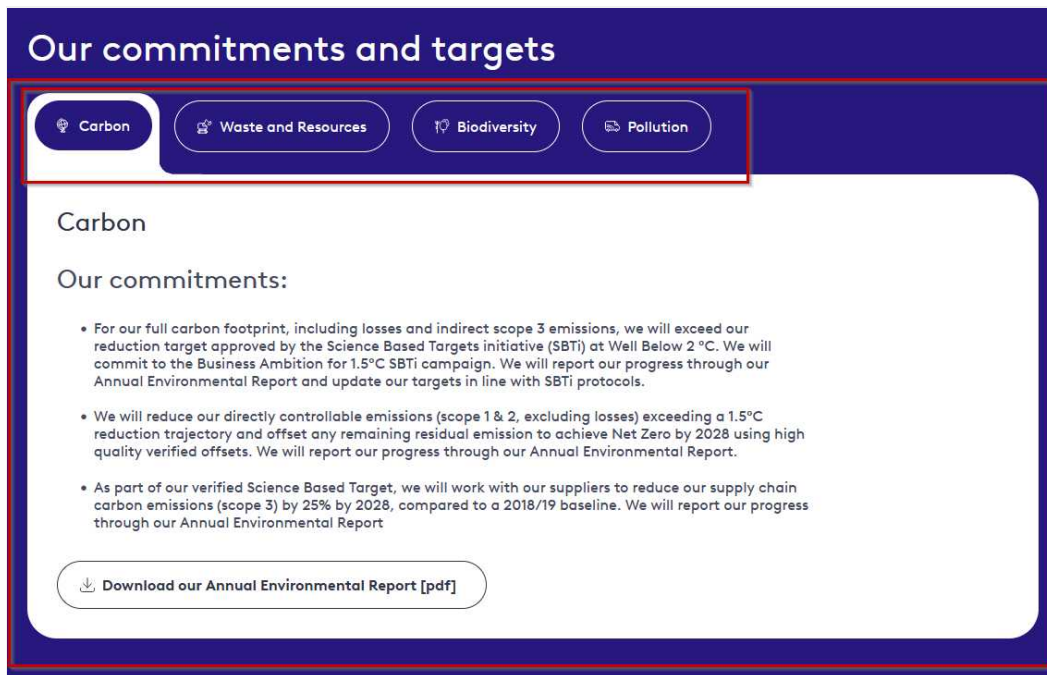 Our commitments and targets
Carbon
Waste and Resources
Biodiversity
Pollution
Carbon
Our commitments:
• For our full carbon footprint, including losses and indirect scope 3 emissions, we will exceed our
reduction target approved by the Science Based Targets initiative (SBTi) at Well Below 2 °C. We will
commit to the Business Ambition for 1.5°C SBTi campaign. We will report our progress through our
Annual Environmental Report and update our targets in line with SBTi protocols.
• We will reduce our directly controllable emissions (scope 1 & 2, excluding losses) exceeding a 1.5°C
reduction trajectory and offset any remaining residual emission to achieve Net Zero by 2028 using high
quality verified offsets. We will report our progress through our Annual Environmental Report.
• As part of our verified Science Based Target, we will work with our suppliers to reduce our supply chain
carbon emissions (scope 3) by 25% by 2028, compared to a 2018/19 baseline. We will report our progress
through our Annual Environmental Report
Download our Annual Environmental Report [pdf]